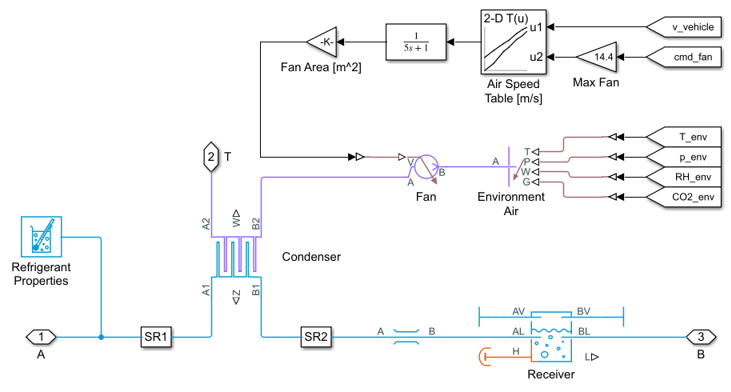 2-D T(u)
u1
u2
v_vehicle
cmd_fan
14.4
Max Fan
Air Speed
Table [m/s]
1
5s + 1
-K-
Fan Area [m^2]
2
T
V
A
B
Fan
A
T
P
W
G
Environment
Air
T_env
p_env
RH_env
CO2_env
A2
W
B2
Condenser
A1
Z
B1
Refrigerant
Properties
1
A
SR1
SR2
A
B
AV
BV
AL
BL
H
L
Receiver
3
B